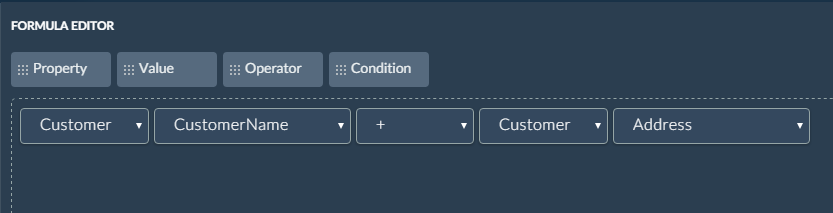 FORMULA EDITOR
Property Value Operator Condition
Customer CustomerName + Customer Address